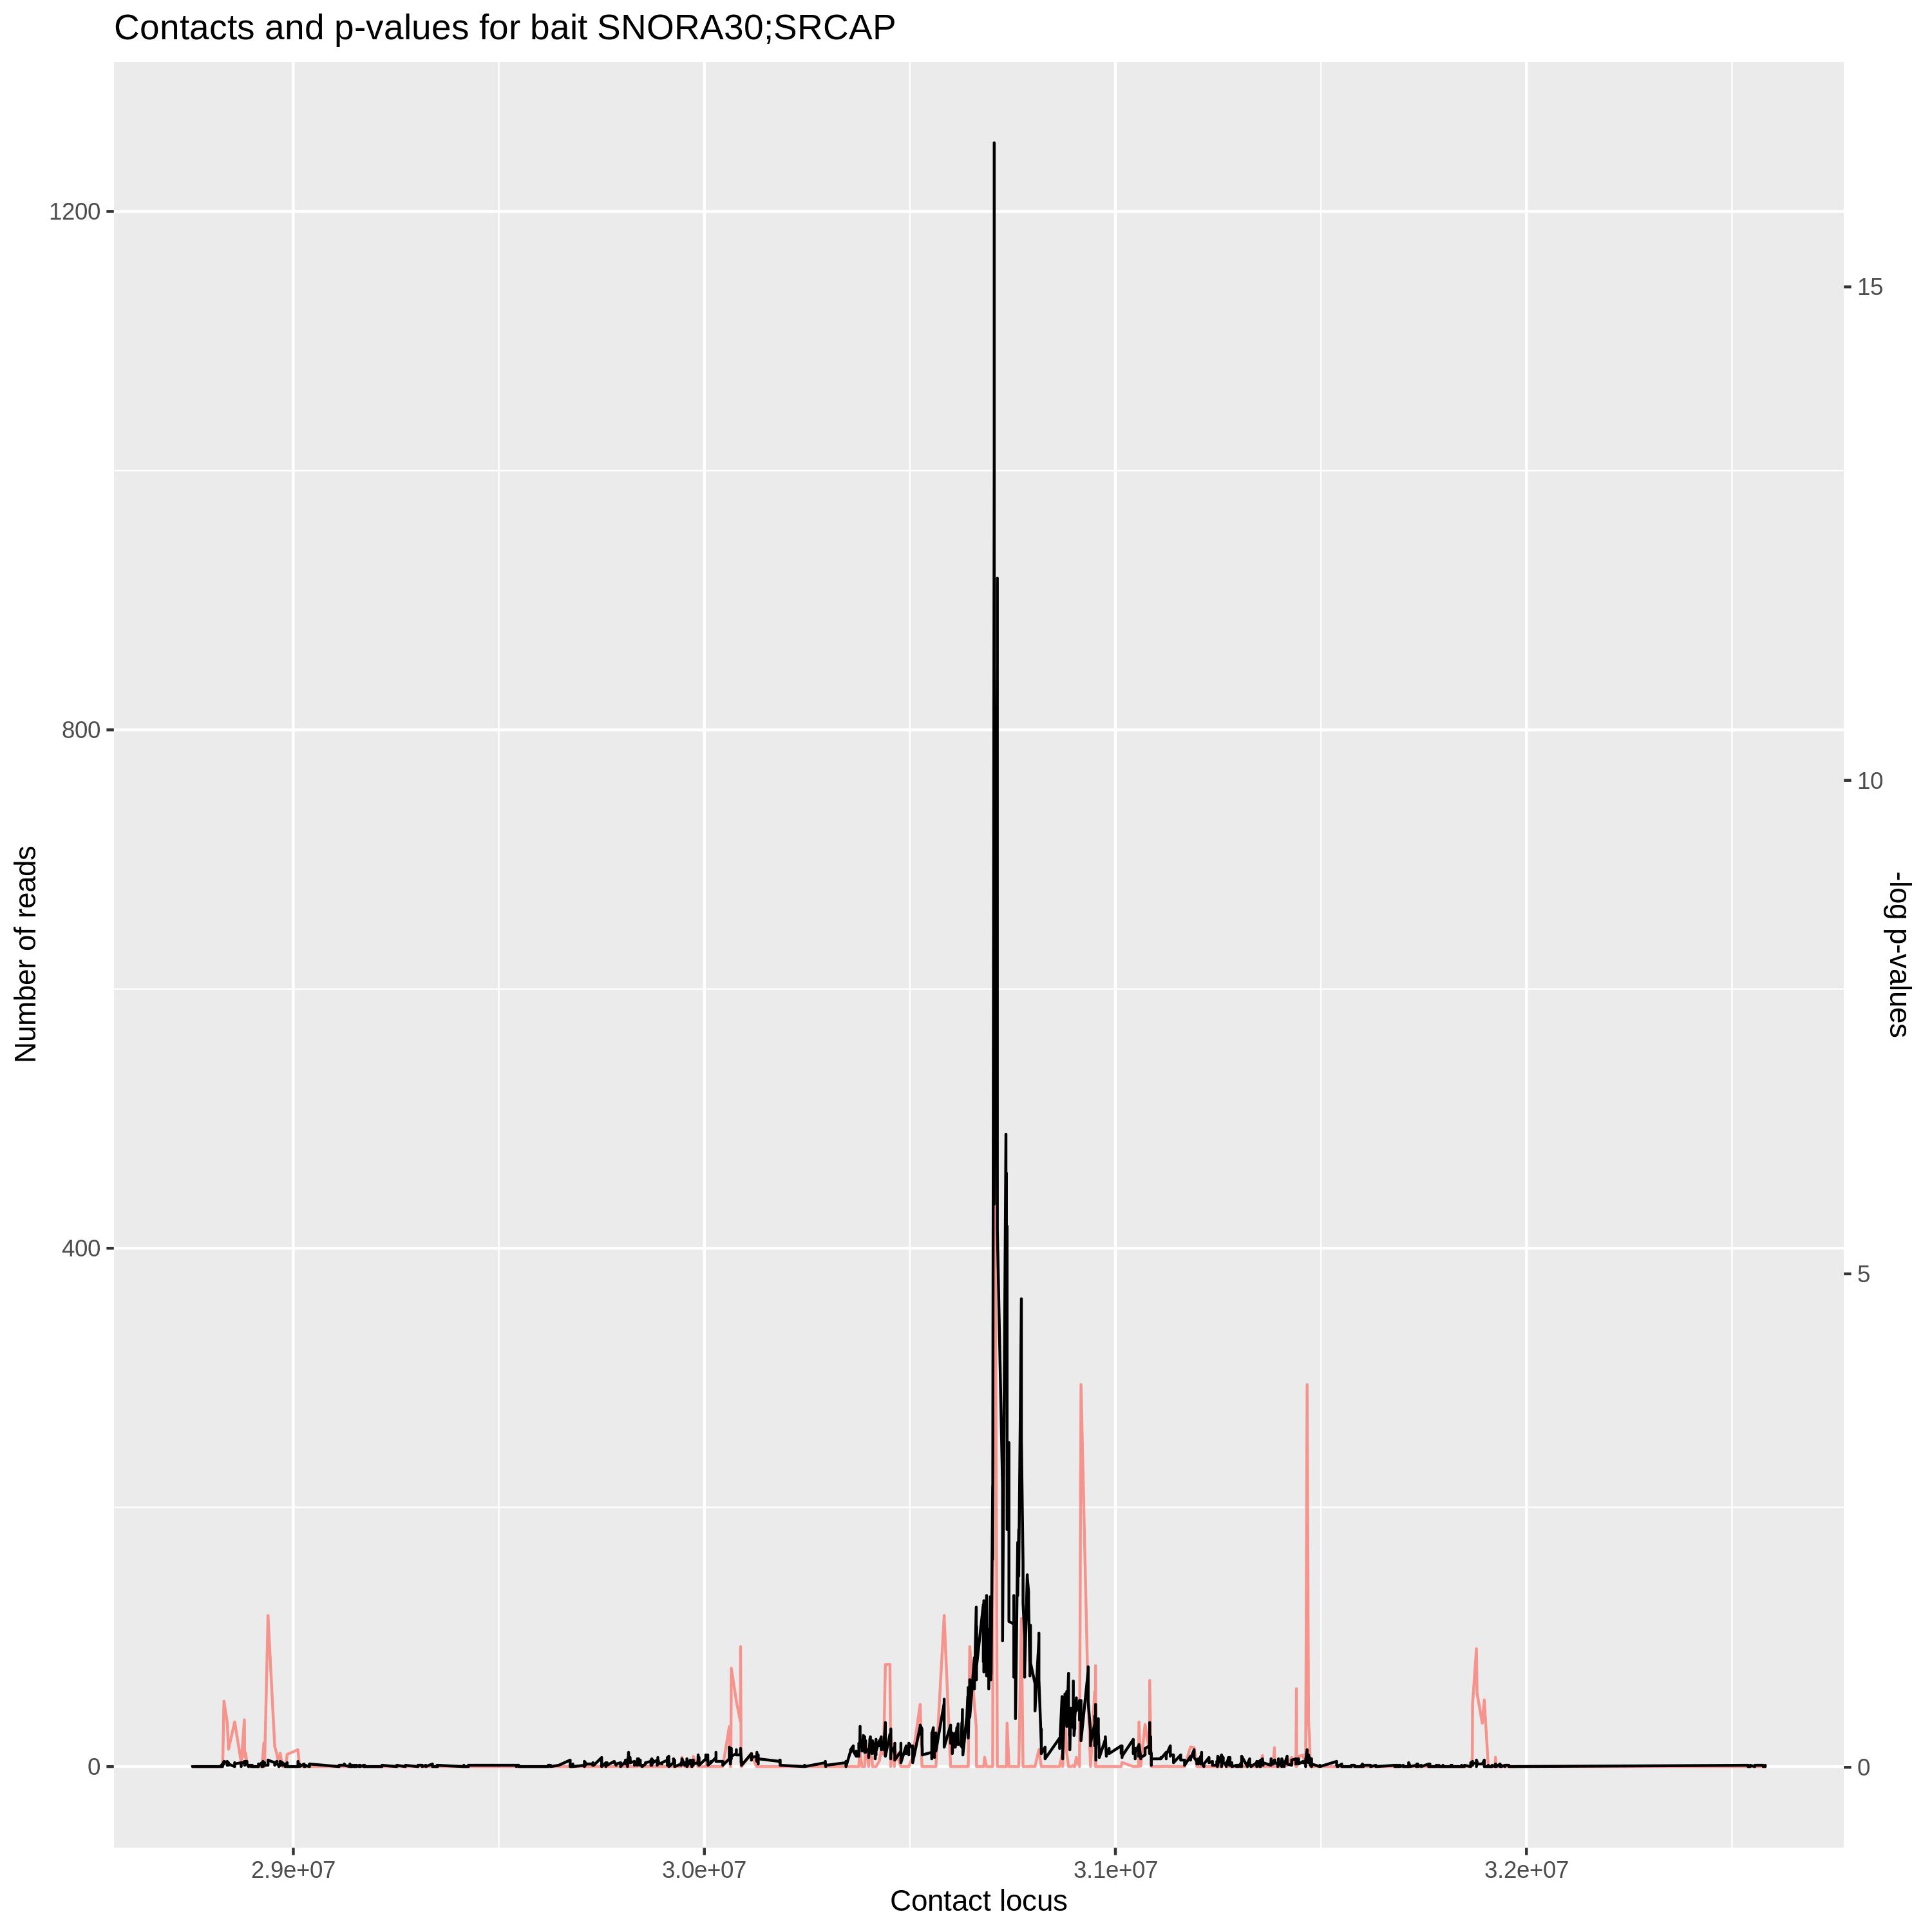 Contacts and p-values for bait SNORA30;SRCAP
1200
800
400
0
Number of reads
15
10
5
0
-log p-values
2.9e+07
3.0e+07
3.1e+07
3.2e+07
Contact locus